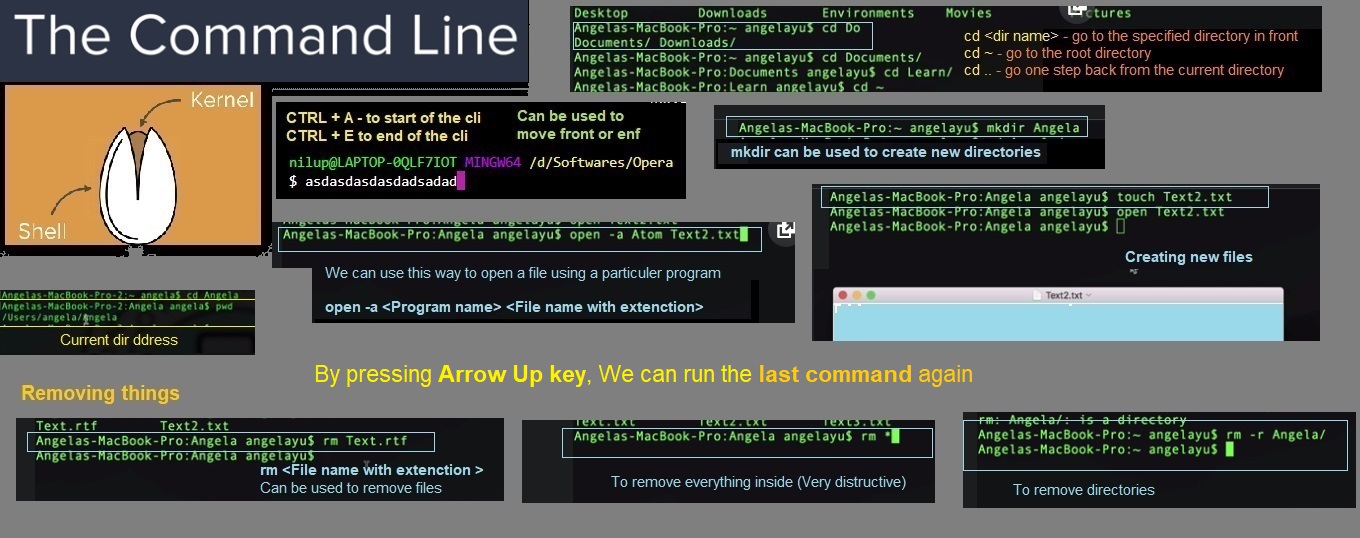 The Command Line
Kernel
Shell
Desktop Downloads Environments Movies Pictures
Angelas-MacBook-Pro:~ angelayu$ cd Do
Documents/ Downloads/
Angelas-MacBook-Pro:~ angelayu$ cd Documents/
Angelas-MacBook-Pro:Documents angelayu$ cd Learn/
Angelas-MacBook-Pro:Learn angelayu$ cd ~
cd <dir name> - go to the specified directory in front
cd ~ - go to the root directory
cd .. - go one step back from the current directory
CTRL + A - to start of the cli
CTRL + E to end of the cli
Can be used to
move front or enf
nilup@LAPTOP-0QLF7IOT MINGW64 /d/Softwares/Opera
$ asdasdasdasdadsadad
Angelas-MacBook-Pro:~ angelayu$ mkdir Angela
mkdir can be used to create new directories
Angelas-MacBook-Pro:Angela angelayu$ touch Text2.txt
Angelas-MacBook-Pro:Angela angelayu$ open Text2.txt
Angelas-MacBook-Pro:Angela angelayu$
Creating new files
Text2.txt
Angelas-MacBook-Pro:Angela angelayu$ open -a Atom Text2.txt
We can use this way to open a file using a particuler program
open -a <Program name> <File name with extenction>
Angelas-MacBook-Pro-2:~ angela$ cd Angela
Angelas-MacBook-Pro-2:Angela angela$ pwd
/Users/angela/Angela
Current dir ddress
By pressing Arrow Up key, We can run the last command again
Removing things
Text.rtf Text2.txt
Angelas-MacBook-Pro:Angela angelayu$ rm Text.rtf
Angelas-MacBook-Pro:Angela angelayu$
rm <File name with extenction >
Can be used to remove files
Text.txt Text2.txt Text3.txt
Angelas-MacBook-Pro:Angela angelayu$ rm *
To remove everything inside (Very distructive)
rm: Angela/: is a directory
Angelas-MacBook-Pro:~ angelayu$ rm -r Angela/
Angelas-MacBook-Pro:~ angelayu$
To remove directories